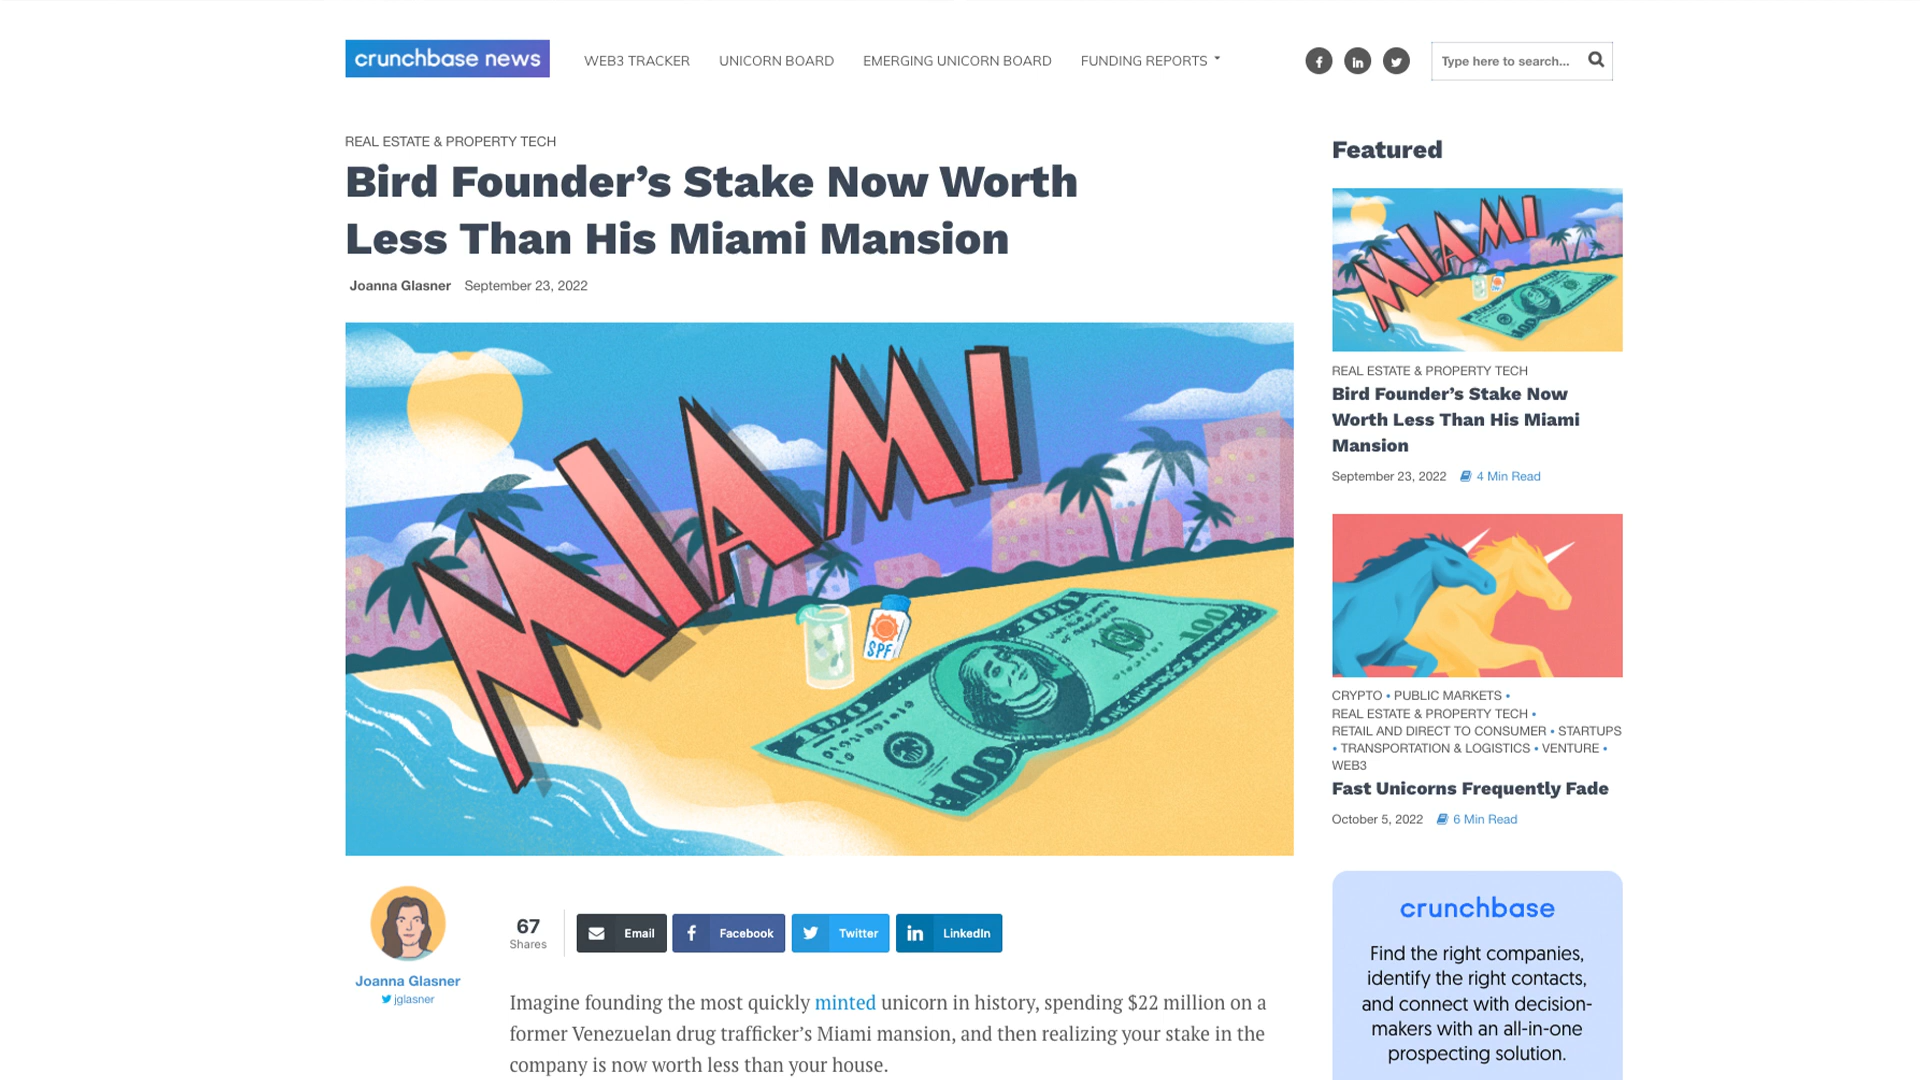 crunchbase news
WEB3 TRACKER
UNICORN BOARD
EMERGING UNICORN BOARD
FUNDING REPORTS
Type here to search...
REAL ESTATE & PROPERTY TECH
Bird Founder’s Stake Now Worth
Less Than His Miami Mansion
Joanna Glasner September 23, 2022
MIAMI
SPF
100
100
100
100
Joanna Glasner
jglasner
67
Shares
Email
Facebook
Twitter
LinkedIn
Imagine founding the most quickly minted unicorn in history, spending $22 million on a
former Venezuelan drug trafficker’s Miami mansion, and then realizing your stake in the
company is now worth less than your house.
Featured
MIAMI
REAL ESTATE & PROPERTY TECH
Bird Founder’s Stake Now
Worth Less Than His Miami
Mansion
September 23, 2022 4 Min Read
CRYPTO • PUBLIC MARKETS •
REAL ESTATE & PROPERTY TECH •
RETAIL AND DIRECT TO CONSUMER • STARTUPS
• TRANSPORTATION & LOGISTICS • VENTURE •
WEB3
Fast Unicorns Frequently Fade
October 5, 2022 6 Min Read
crunchbase
Find the right companies,
identify the right contacts,
and connect with decision-
makers with an all-in-one
prospecting solution.